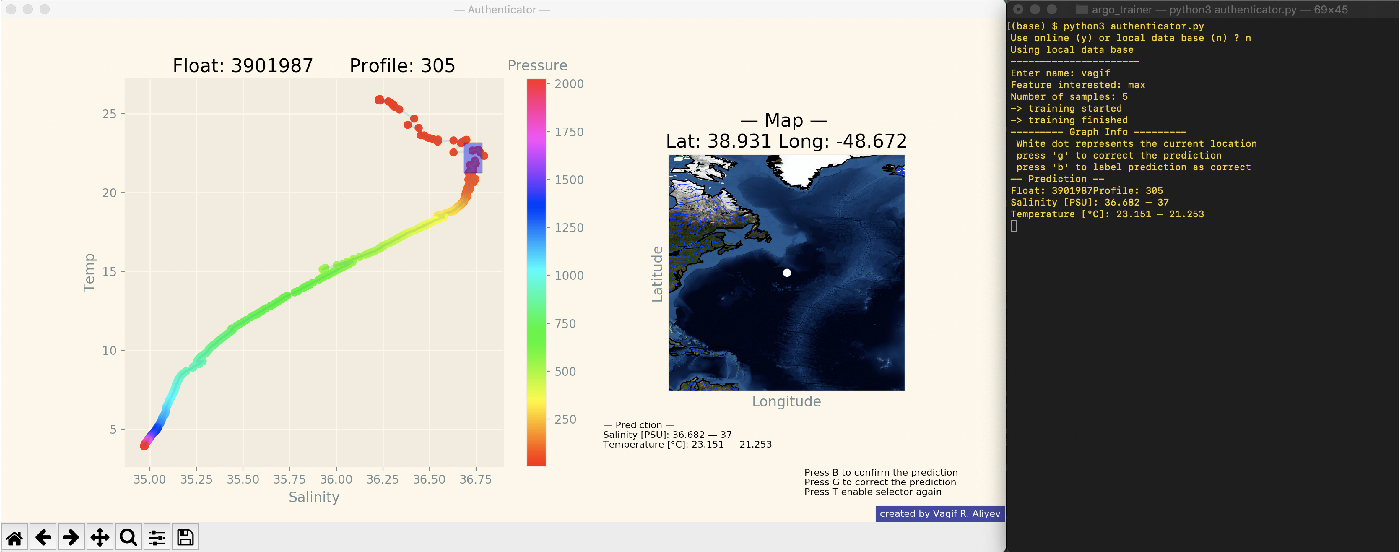 — Authenticator —
Float: 3901987 Profile: 305
Pressure
25
20
15
10
5
Temp
35.00 35.25 35.50 35.75 36.00 36.25 36.50 36.75
Salinity
2000
1750
1500
1250
1000
750
500
250
— Map —
Lat: 38.931 Long: -48.672
Latitude
Longitude
— Prediction —
Salinity [PSU]: 36.682 — 37
Temperature [°C]: 23.151 — 21.253
Press B to confirm the prediction
Press G to correct the prediction
Press T enable selector again
created by Vagif R. Aliyev
argo_trainer — python3 authenticator.py — 69×45
[(base) $ python3 authenticator.py
Use online (y) or local data base (n) ? n
Using local data base
----------------------
Enter name: vagif
Feature interested: max
Number of samples: 5
-> training started
-> training finished
--------- Graph Info ---------
White dot represents the current location
press 'g' to correct the prediction
press 'b' to label prediction as correct
-- Prediction --
Float: 3901987Profile: 305
Salinity [PSU]: 36.682 — 37
Temperature [°C]: 23.151 — 21.253